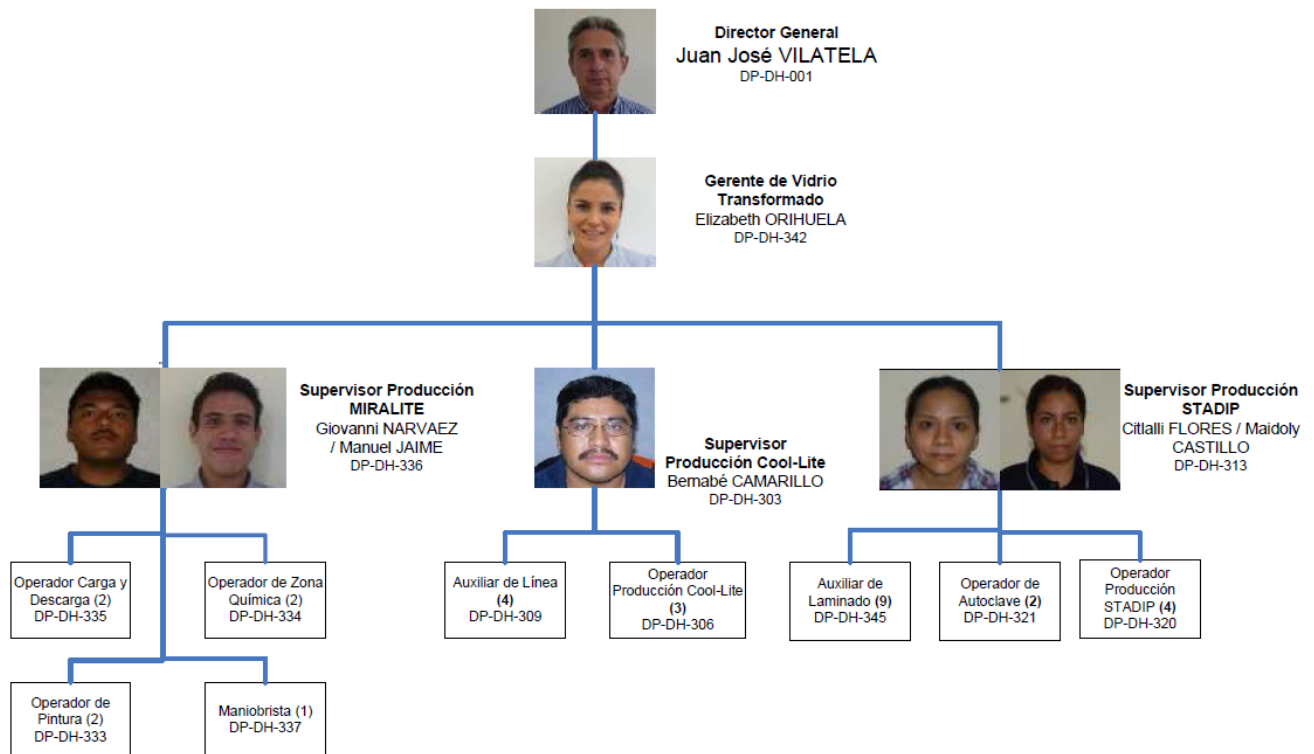 Director General
Juan José VILATELA
DP-DH-001
Gerente de Vidrio
Transformado
Elizabeth ORIHUELA
DP-DH-342
Supervisor Producción
MIRALITE
Giovanni NARVAEZ
/ Manuel JAIME
DP-DH-336
Supervisor
Producción Cool-Lite
Bernabé CAMARILLO
DP-DH-303
Supervisor Producción
STADIP
Citlalli FLORES / Maidoly
CASTILLO
DP-DH-313
Operador Carga y
Descarga (2)
DP-DH-335
Operador de Zona
Química (2)
DP-DH-334
Auxiliar de Línea
(4)
DP-DH-309
Operador
Producción Cool-Lite
(3)
DP-DH-306
Auxiliar de
Laminado (9)
DP-DH-345
Operador de
Autoclave (2)
DP-DH-321
Operador
Producción
STADIP (4)
DP-DH-320
Operador de
Pintura (2)
DP-DH-333
Maniobrista (1)
DP-DH-337